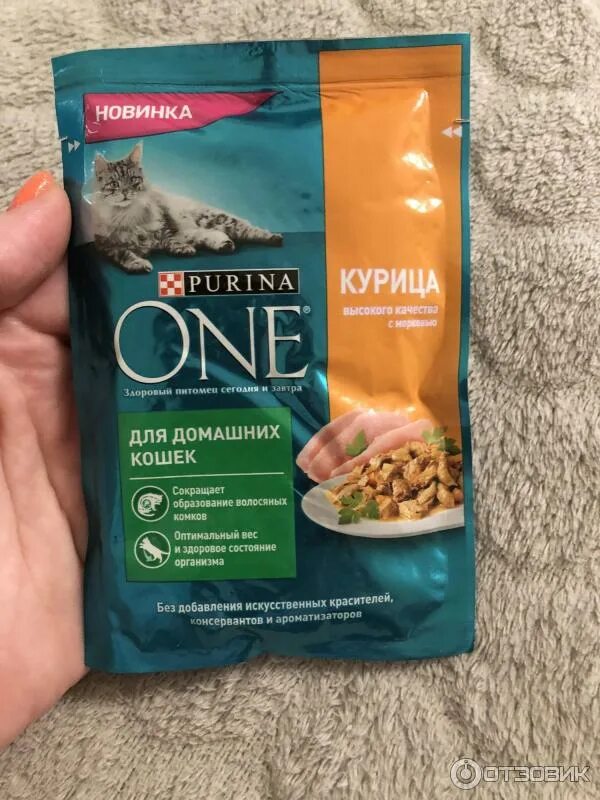 НОВИНКА
PURINA
ONE®
Здоровый питомец сегодня и завтра
КУРИЦА
высокого качества
с морковью
ДЛЯ ДОМАШНИХ
КОШЕК
Сокращает
образование волосяных
комков
Оптимальный вес
и здоровое состояние
организма
Без добавления искусственных красителей,
консервантов и ароматизаторов
ОТЗОВИК